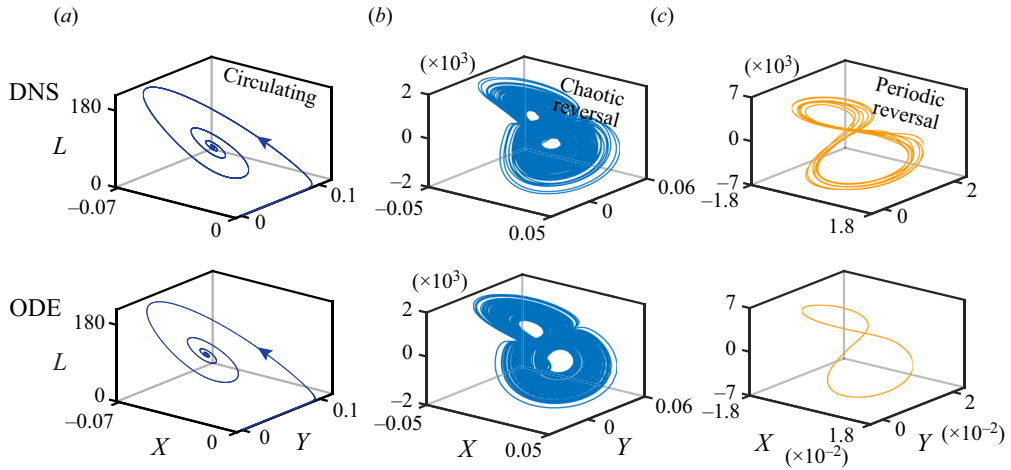 (a) (b) (c)
DNS
180
L
0
–0.07
0
0
0.1
Circulating
(×10³)
2
0
–2
–0.05
0.05
0
0.06
Chaotic
reversal
(×10³)
7
0
–7
–1.8
1.8
0
2
Periodic
reversal
ODE
180
L
0
–0.07
X
0
0
Y
0.1
(×10³)
2
0
–2
–0.05
X
0.05
0
Y
0.06
7
0
–7
–1.8
X
1.8
(×10⁻²)
0
Y
2
(×10⁻²)